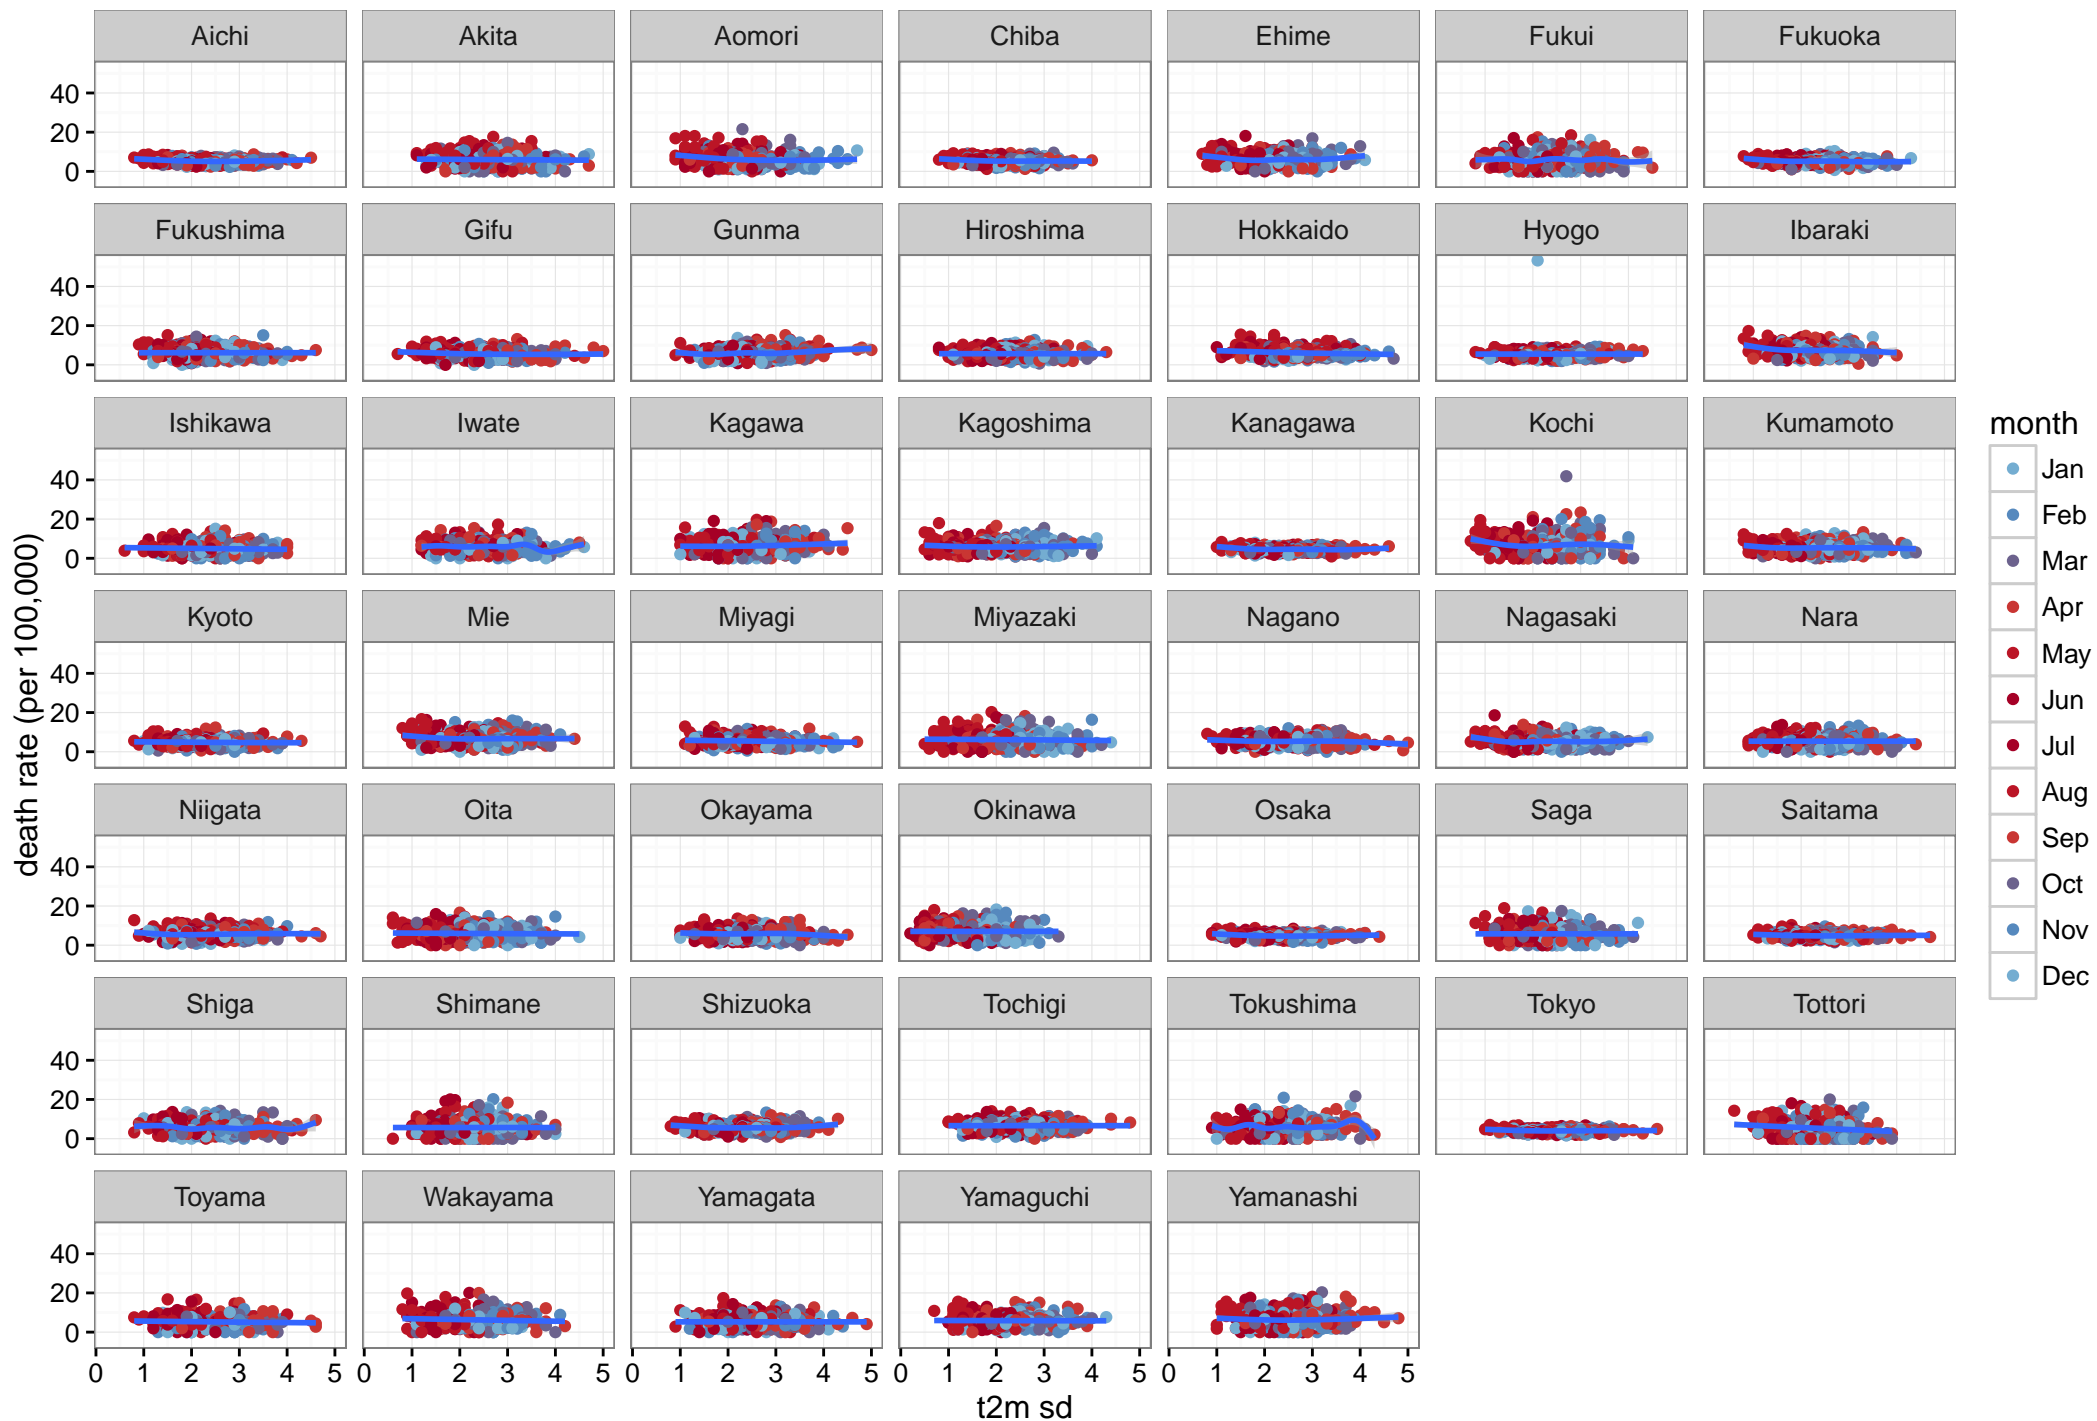 Aichi Akita Aomori Chiba Ehime Fukui Fukuoka
40
20
0
Fukushima Gifu Gunma Hiroshima Hokkaido Hyogo Ibaraki
40
20
0
Ishikawa Iwate Kagawa Kagoshima Kanagawa Kochi Kumamoto
40
20
0
Kyoto Mie Miyagi Miyazaki Nagano Nagasaki Nara
40
20
0
Niigata Oita Okayama Okinawa Osaka Saga Saitama
40
20
0
Shiga Shimane Shizuoka Tochigi Tokushima Tokyo Tottori
40
20
0
Toyama Wakayama Yamagata Yamaguchi Yamanashi
40
20
0
0 1 2 3 4 5 0 1 2 3 4 5 0 1 2 3 4 5 0 1 2 3 4 5 0 1 2 3 4 5
t2m sd
death rate (per 100,000)
month
Jan
Feb
Mar
Apr
May
Jun
Jul
Aug
Sep
Oct
Nov
Dec